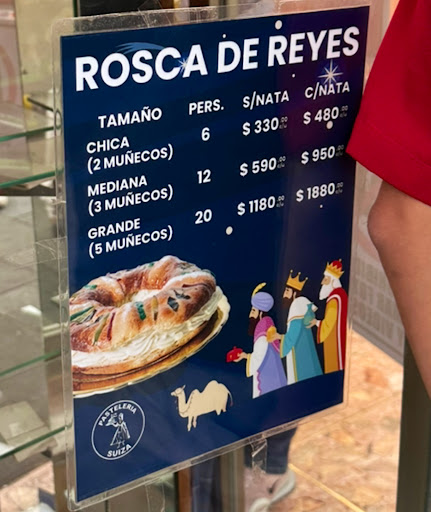 ROSCA DE REYES
TAMAÑO PERS. S/NATA C/NATA
CHICA 6 $ 330.00 c/u $ 480.00 c/u
(2 MUÑECOS)
MEDIANA 12 $ 590.00 c/u $ 950.00 c/u
(3 MUÑECOS)
GRANDE 20 $ 1180.00 c/u $ 1880.00 c/u
(5 MUÑECOS)
PASTELERIA
SUIZA